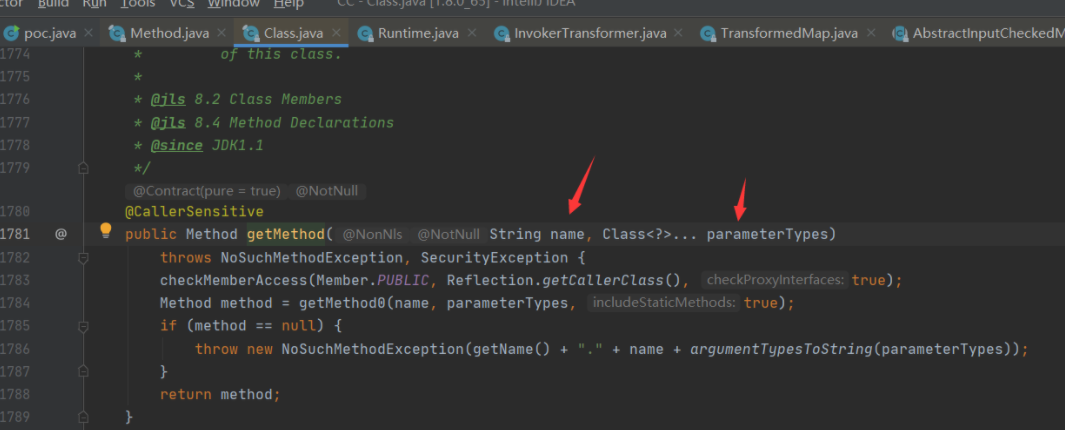 Build Run Tools VCS Window Help CC - Class.java [1.8.0_65] - IntelliJ IDEA
poc.java Method.java Class.java Runtime.java InvokerTransformer.java TransformedMap.java AbstractInputCheckedM
1774 * of this class.
1775 *
1776 * @jls 8.2 Class Members
1777 * @jls 8.4 Method Declarations
1778 * @since JDK1.1
1779 */
@Contract(pure = true) @NotNull
1780 @CallerSensitive
1781 @ public Method getMethod( @NonNls @NotNull String name, Class<?>... parameterTypes)
1782 throws NoSuchMethodException, SecurityException {
1783 checkMemberAccess(Member.PUBLIC, Reflection.getCallerClass(), checkProxyInterfaces: true);
1784 Method method = getMethod0(name, parameterTypes, includeStaticMethods: true);
1785 if (method == null) {
1786 throw new NoSuchMethodException(getName() + "." + name + argumentTypesToString(parameterTypes));
1787 }
1788 return method;
1789 }